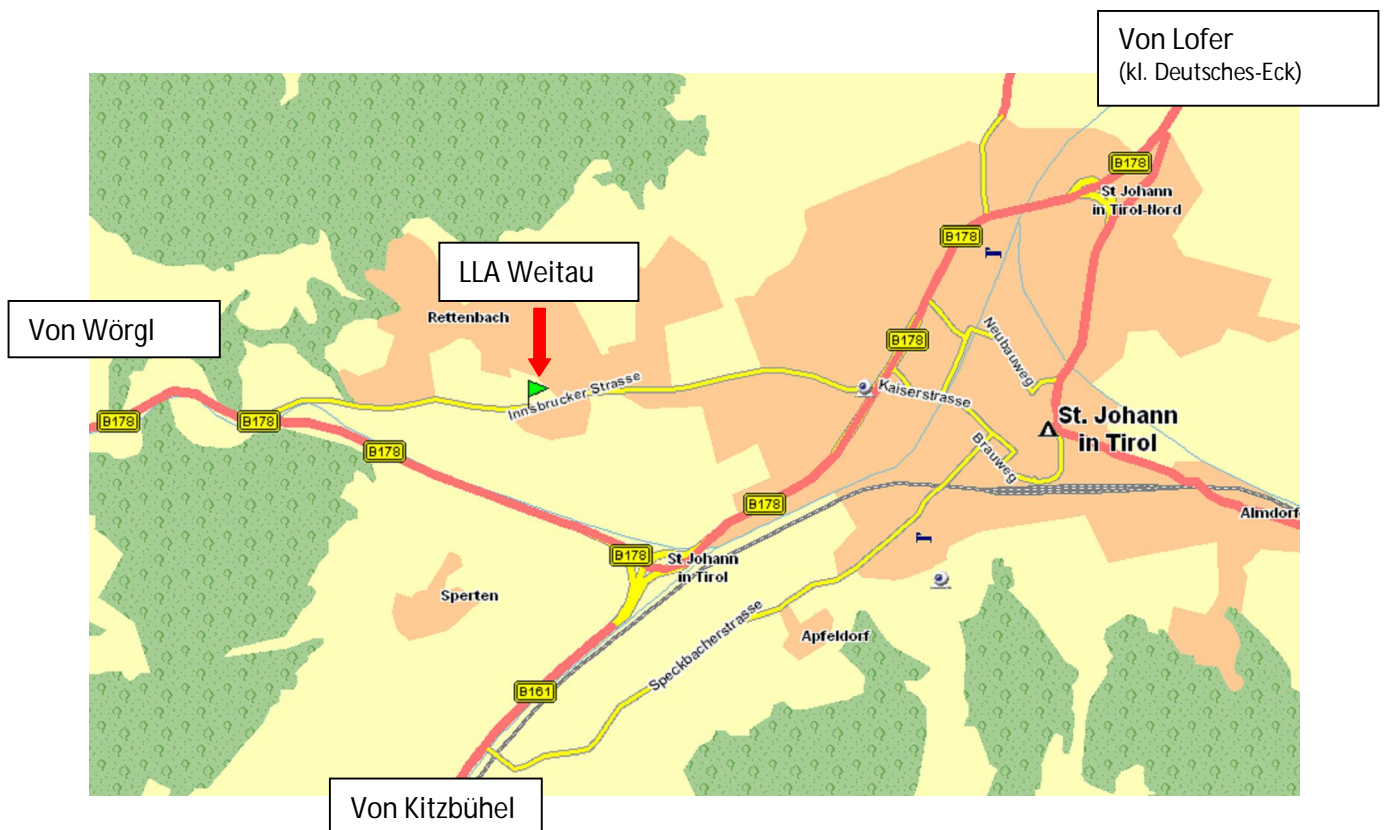 Von Lofer
(kl. Deutsches-Eck)
B178
St Johann
in Tirol-Nord
B178
LLA Weitau
Rettenbach
Von Wörgl
Neubauweg
B178
Innsbrucker Strasse
Kaiserstrasse
B178
B178
St. Johann
in Tirol
B178
Brauweg
B178
Almdorf
B178
St Johann
in Tirol
Sperten
Speckbacherstrasse
Apfeldorf
B161
Von Kitzbühel